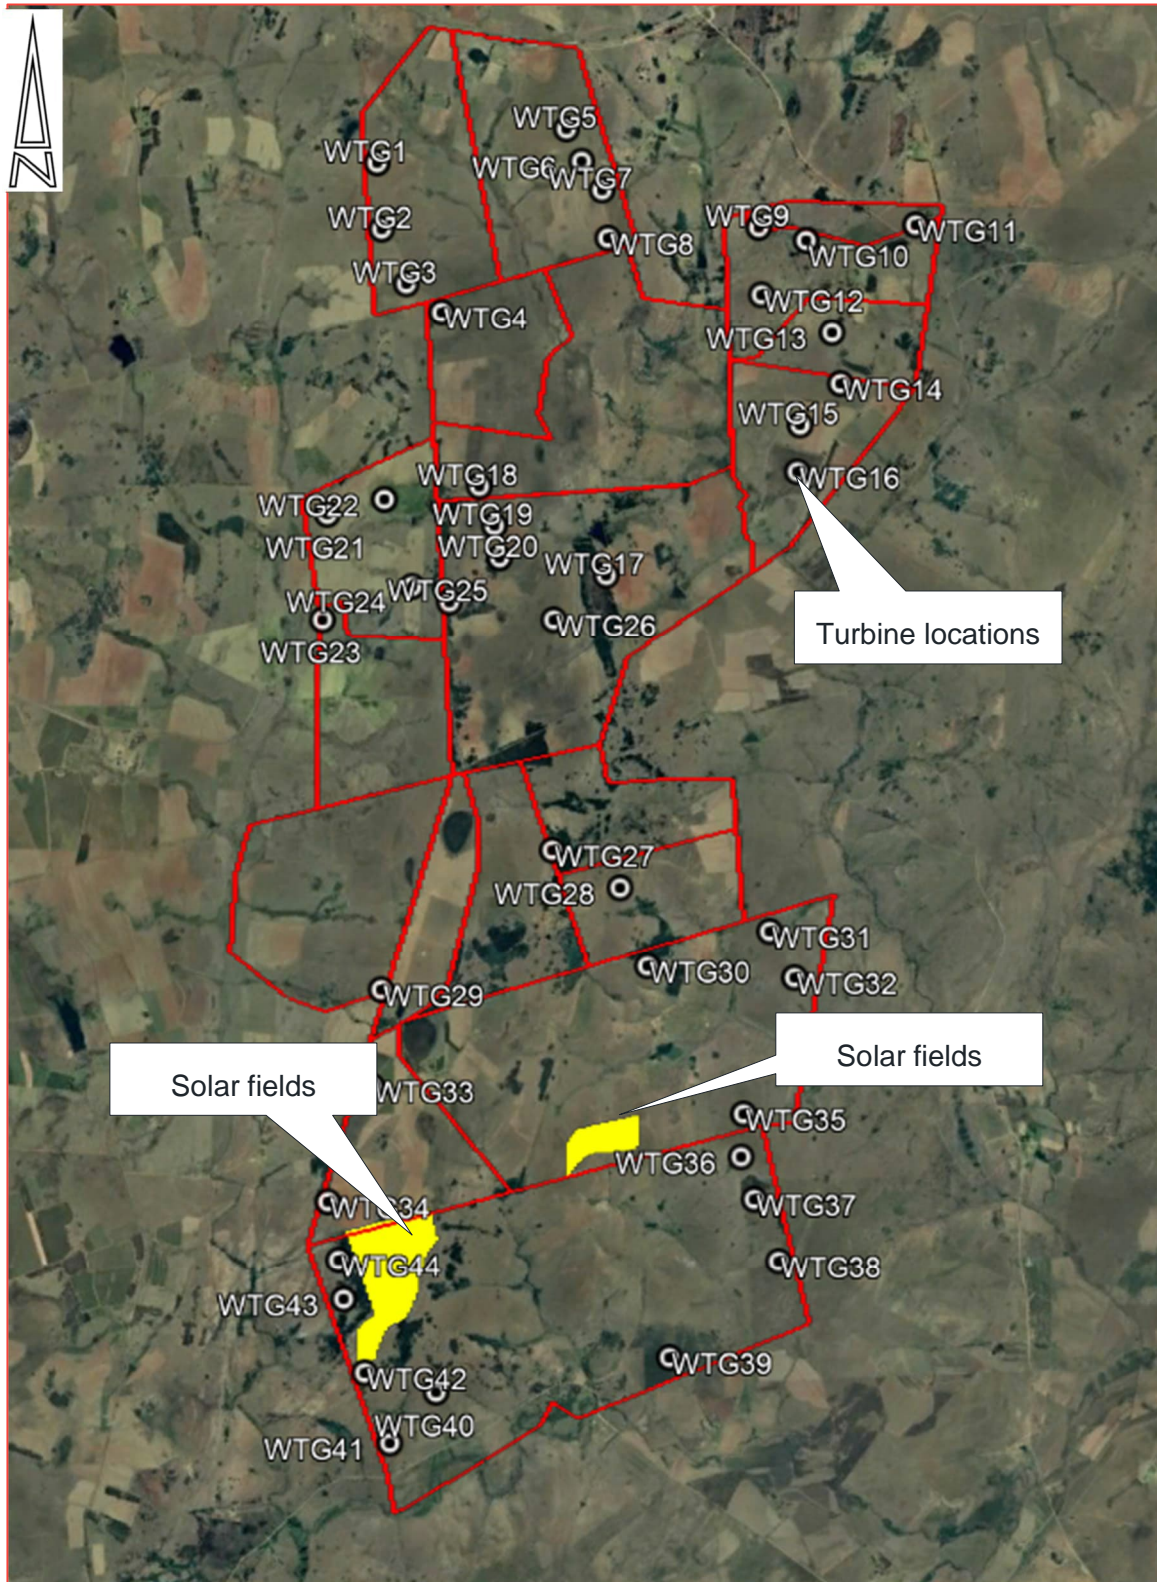 N
WTG5
WTG1
WTG6
WTG7
WTG2
WTG9
WTG11
WTG8
WTG10
WTG3
WTG12
WTG4
WTG13
WTG14
WTG15
WTG18
WTG16
WTG22
WTG19
WTG21
WTG20
WTG17
WTG25
WTG24
WTG26
Turbine locations
WTG23
WTG27
WTG28
WTG31
WTG30
WTG32
WTG29
Solar fields
Solar fields
WTG33
WTG35
WTG36
WTG34
WTG37
WTG44
WTG38
WTG43
WTG39
WTG42
WTG40
WTG41